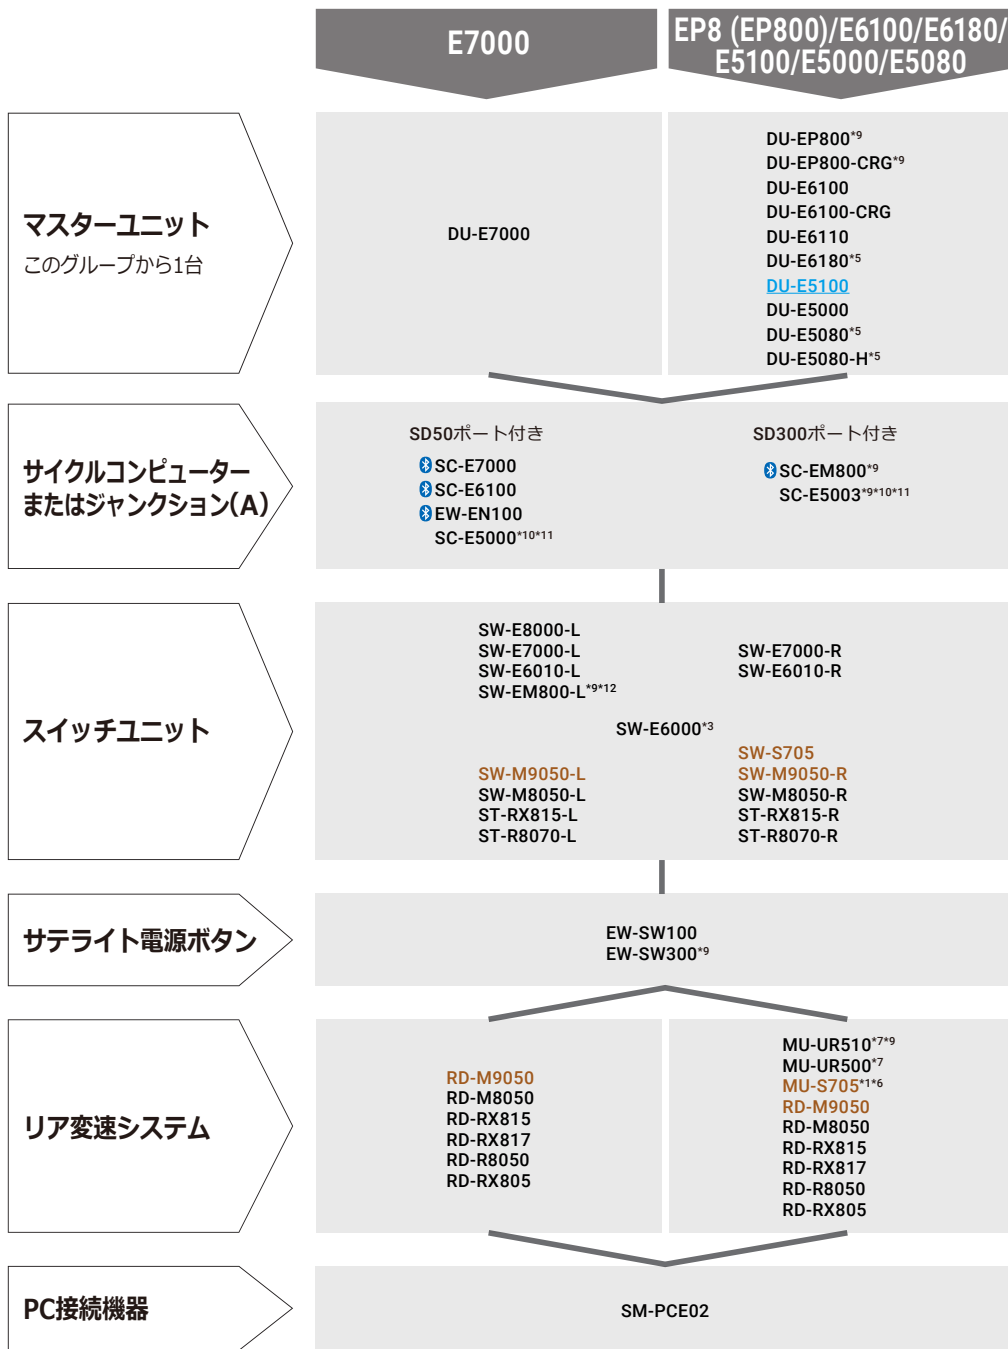 E7000
EP8 (EP800)/E6100/E6180/
E5100/E5000/E5080
マスターユニット
このグループから1台
DU-E7000
DU-EP800*9
DU-EP800-CRG*9
DU-E6100
DU-E6100-CRG
DU-E6110
DU-E6180*5
DU-E5100
DU-E5000
DU-E5080*5
DU-E5080-H*5
サイクルコンピューター
またはジャンクション(A)
SD50ポート付き
SC-E7000
SC-E6100
EW-EN100
SC-E5000*10*11
SD300ポート付き
SC-EM800*9
SC-E5003*9*10*11
スイッチユニット
SW-E8000-L
SW-E7000-L
SW-E6010-L
SW-EM800-L*9*12
SW-E7000-R
SW-E6010-R
SW-E6000*3
SW-M9050-L
SW-M8050-L
ST-RX815-L
ST-R8070-L
SW-S705
SW-M9050-R
SW-M8050-R
ST-RX815-R
ST-R8070-R
サテライト電源ボタン
EW-SW100
EW-SW300*9
リア変速システム
RD-M9050
RD-M8050
RD-RX815
RD-RX817
RD-R8050
RD-RX805
MU-UR510*7*9
MU-UR500*7
MU-S705*1*6
RD-M9050
RD-M8050
RD-RX815
RD-RX817
RD-R8050
RD-RX805
PC接続機器
SM-PCE02